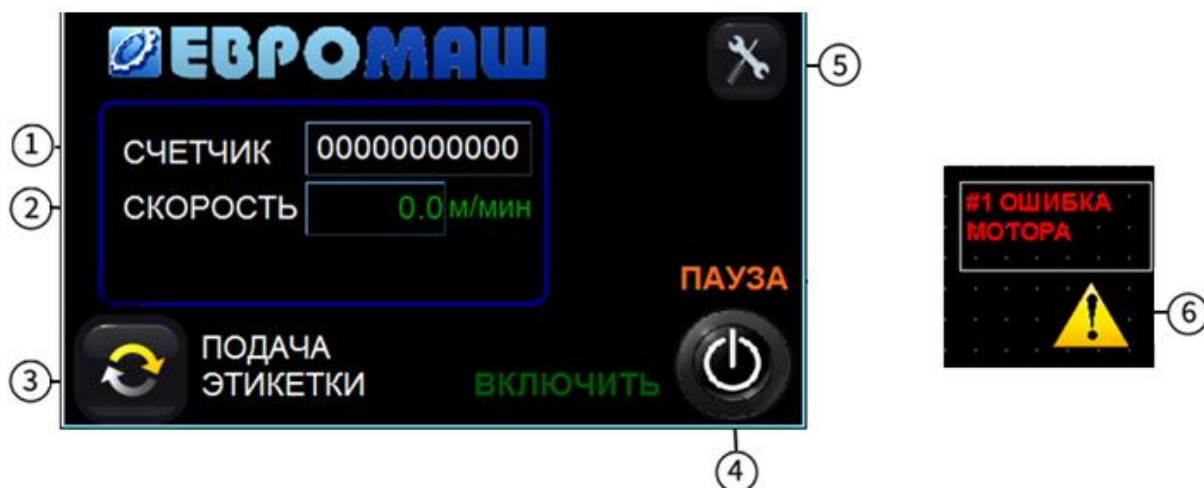 ЕВРОМАШ
5
1
СЧЕТЧИК 00000000000
2
СКОРОСТЬ 0.0 м/мин
#1 ОШИБКА
МОТОРА
ПАУЗА
6
3
ПОДАЧА
ЭТИКЕТКИ
ВКЛЮЧИТЬ
4